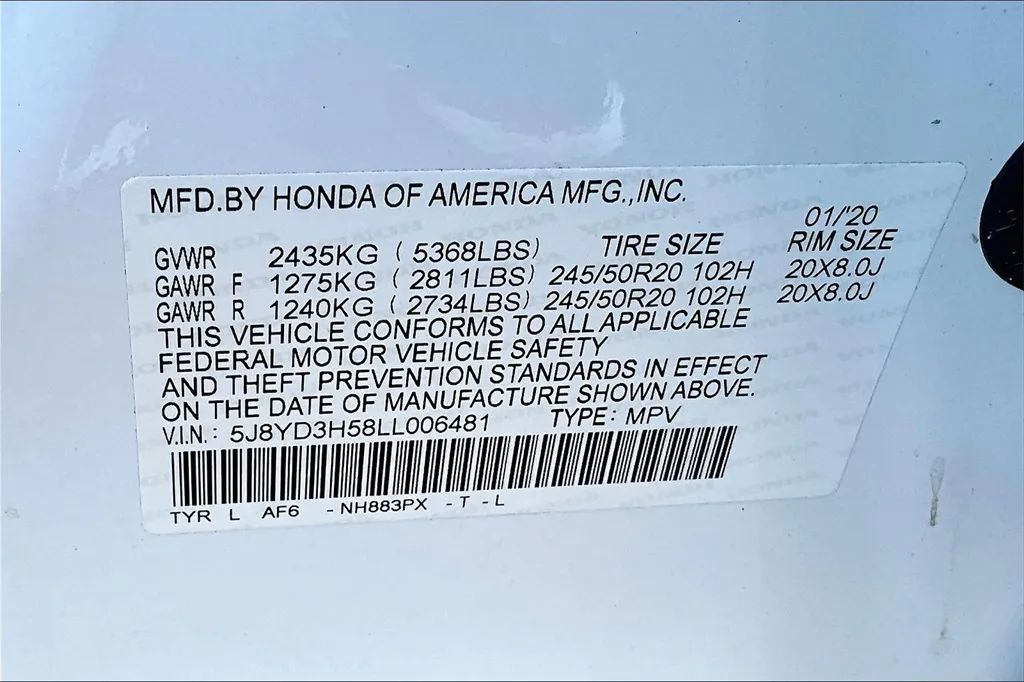 MFD.BY HONDA OF AMERICA MFG.,INC.
01/'20
GVWR 2435KG ( 5368LBS) TIRE SIZE RIM SIZE
GAWR F 1275KG ( 2811LBS) 245/50R20 102H 20X8.0J
GAWR R 1240KG ( 2734LBS) 245/50R20 102H 20X8.0J
THIS VEHICLE CONFORMS TO ALL APPLICABLE
FEDERAL MOTOR VEHICLE SAFETY
AND THEFT PREVENTION STANDARDS IN EFFECT
ON THE DATE OF MANUFACTURE SHOWN ABOVE.
V.I.N.: 5J8YD3H58LL006481 TYPE: MPV
TYR L AF6 - NH883PX - T - L